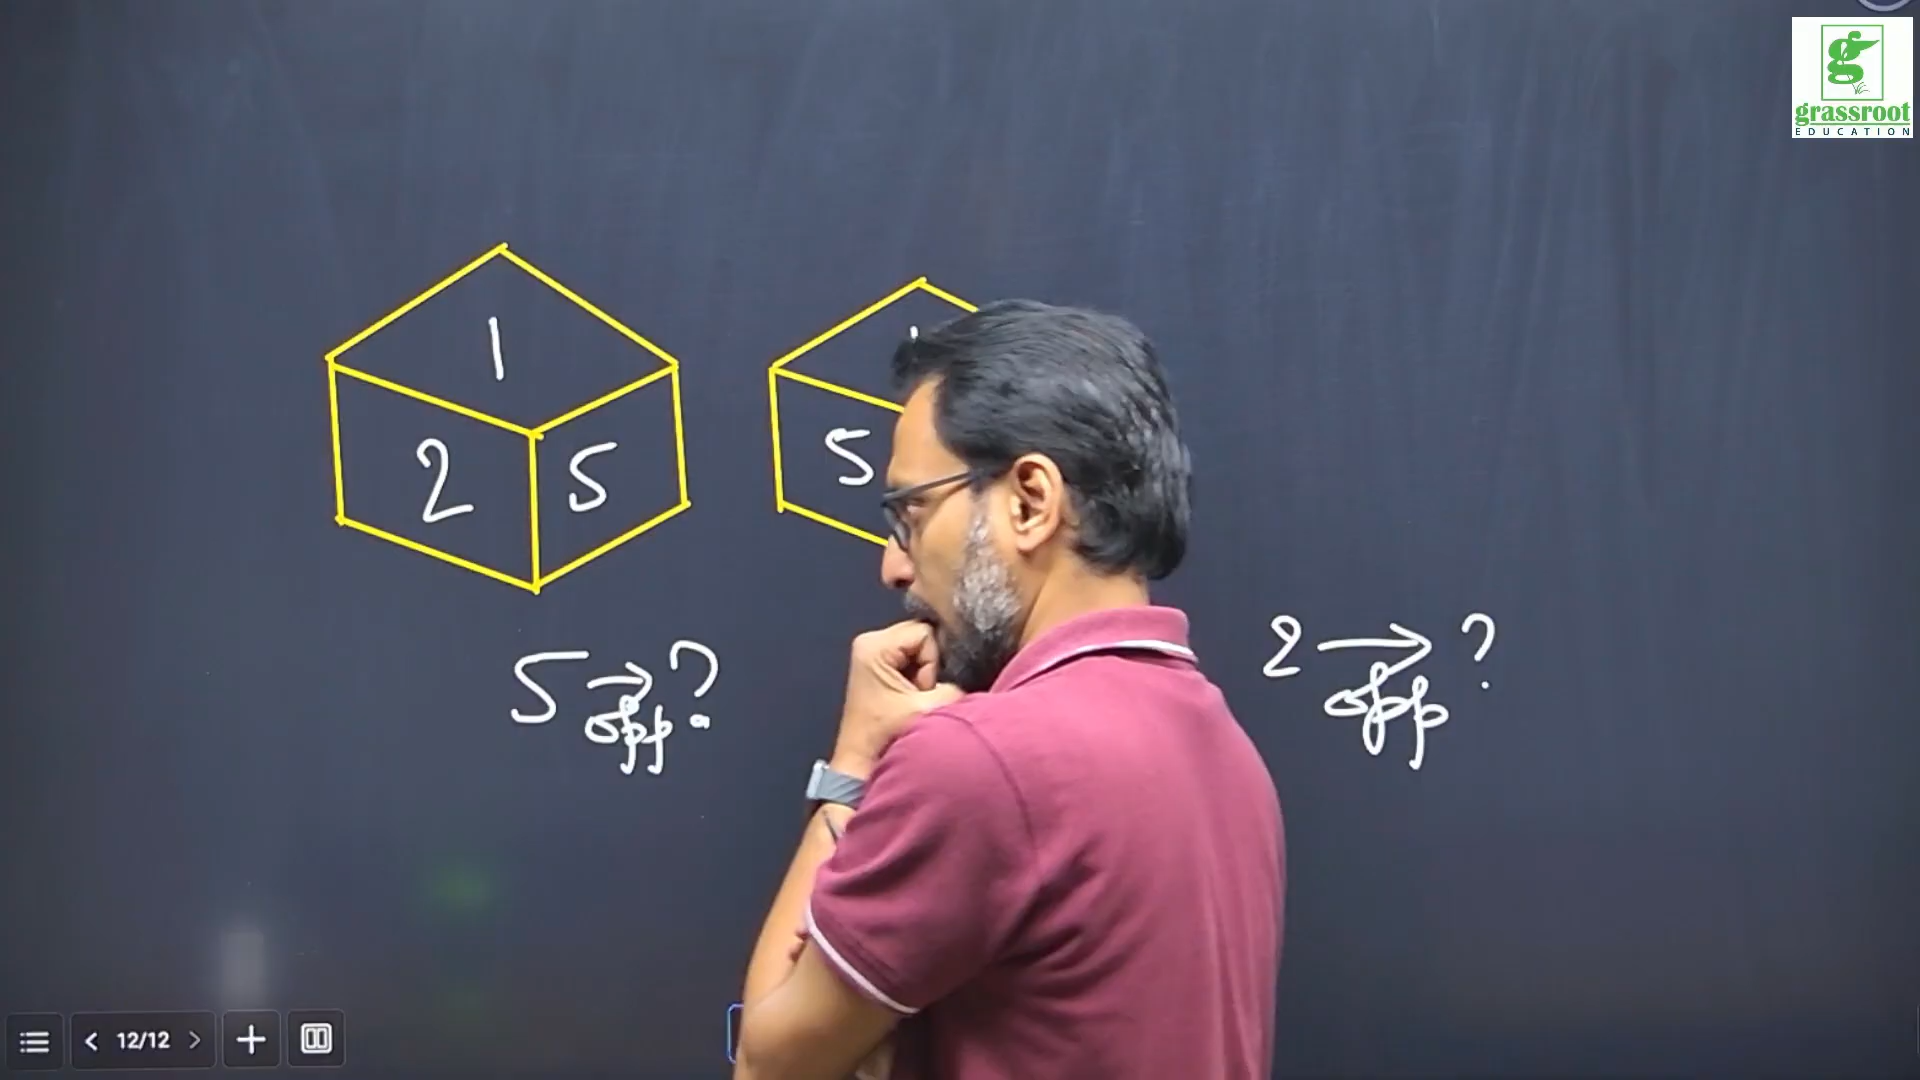 g
grassroot
EDUCATION
1
2 5
5
5 → opp ?
2 → opp ?
12/12